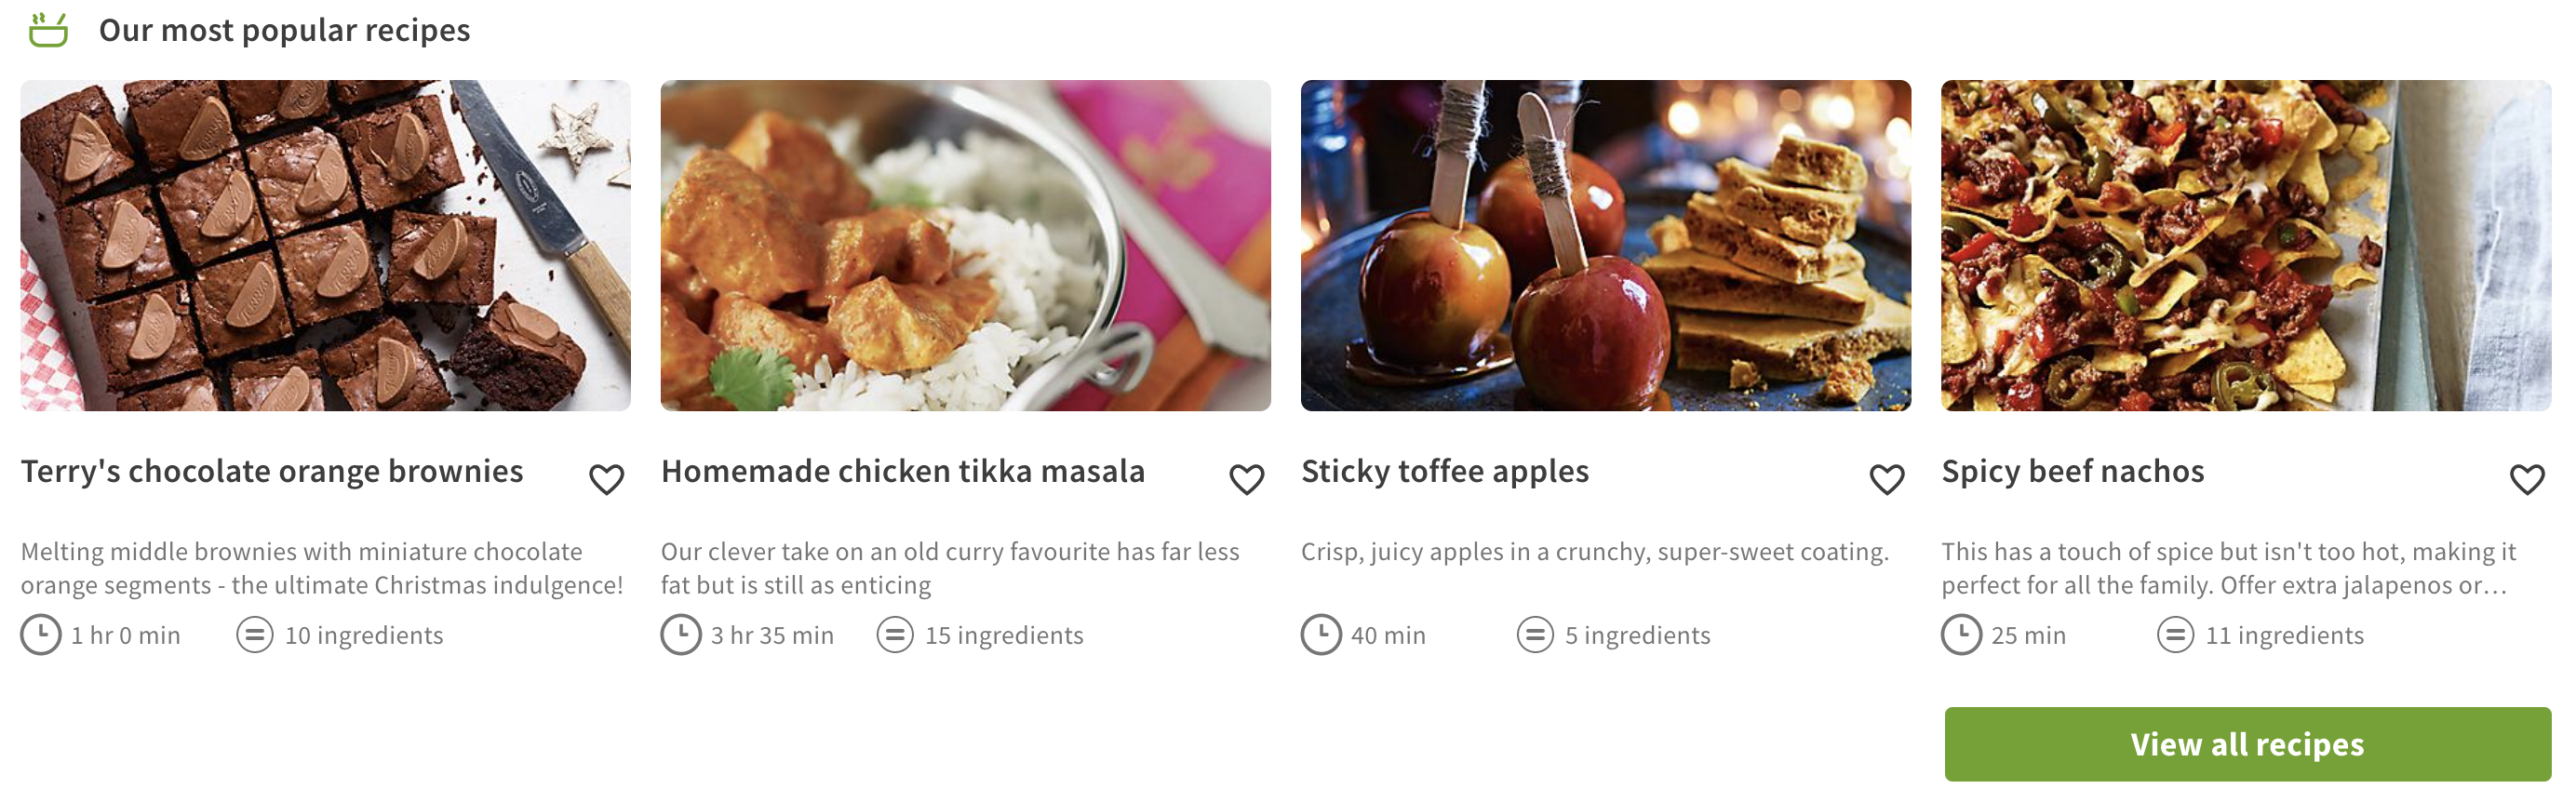 Our most popular recipes
Terry's chocolate orange brownies
Melting middle brownies with miniature chocolate
orange segments - the ultimate Christmas indulgence!
1 hr 0 min
10 ingredients
Homemade chicken tikka masala
Our clever take on an old curry favourite has far less
fat but is still as enticing
3 hr 35 min
15 ingredients
Sticky toffee apples
Crisp, juicy apples in a crunchy, super-sweet coating.
40 min
5 ingredients
Spicy beef nachos
This has a touch of spice but isn't too hot, making it
perfect for all the family. Offer extra jalapenos or…
25 min
11 ingredients
View all recipes